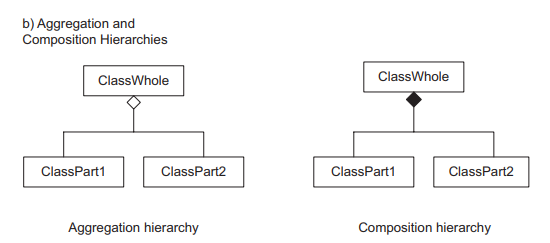 b) Aggregation and
Composition Hierarchies
ClassWhole
ClassPart1
ClassPart2
Aggregation hierarchy
ClassWhole
ClassPart1
ClassPart2
Composition hierarchy